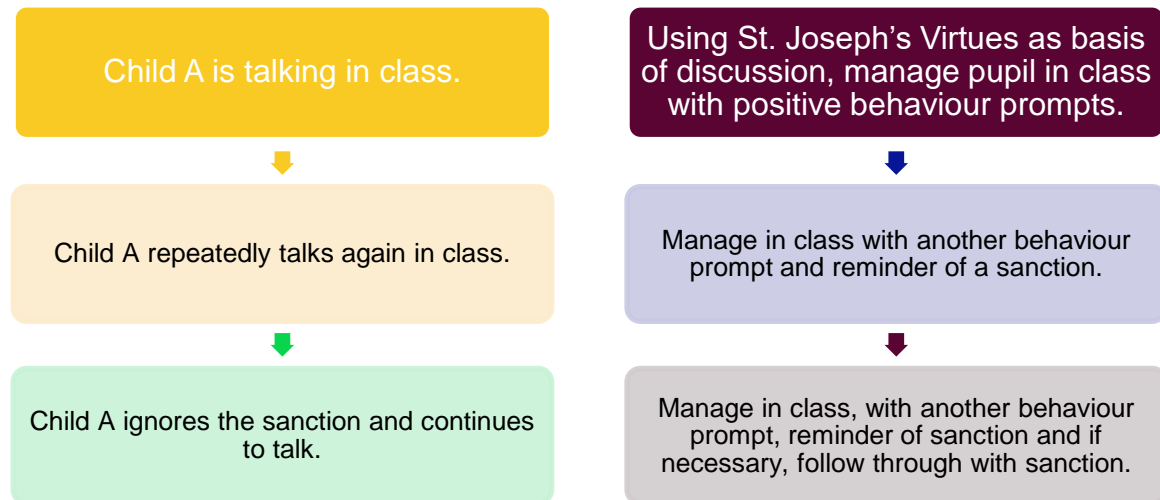 Child A is talking in class.
Using St. Joseph’s Virtues as basis
of discussion, manage pupil in class
with positive behaviour prompts.
Child A repeatedly talks again in class.
Manage in class with another behaviour
prompt and reminder of a sanction.
Child A ignores the sanction and continues
to talk.
Manage in class, with another behaviour
prompt, reminder of sanction and if
necessary, follow through with sanction.